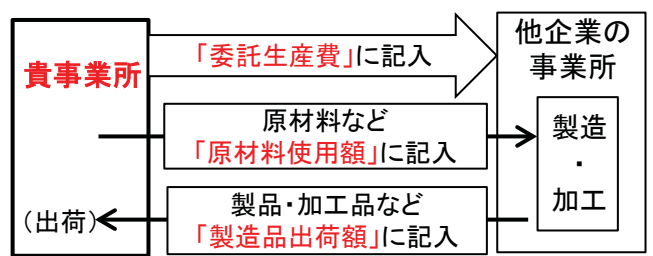 貴事業所
(出荷)
「委託生産費」に記入
原材料など
「原材料使用額」に記入
製品・加工品など
「製造品出荷額」に記入
他企業の
事業所
製造
・
加工